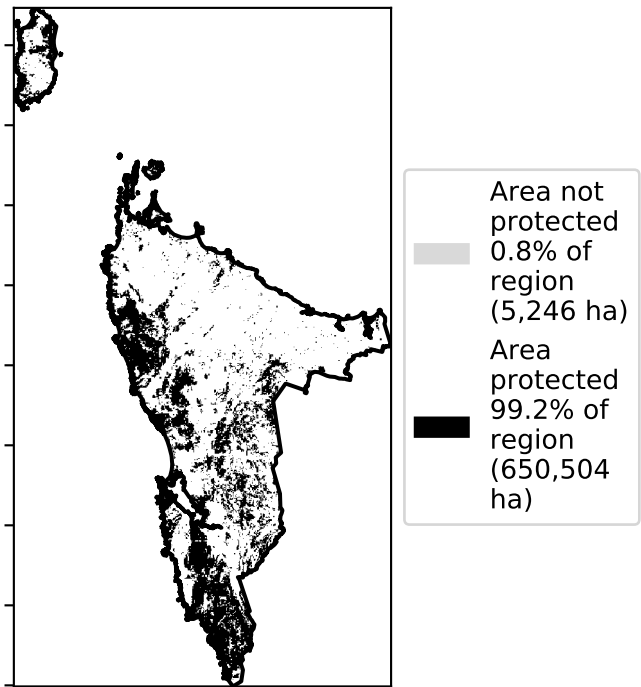 Area not
protected
0.8% of
region
(5,246 ha)
Area
protected
99.2% of
region
(650,504
ha)